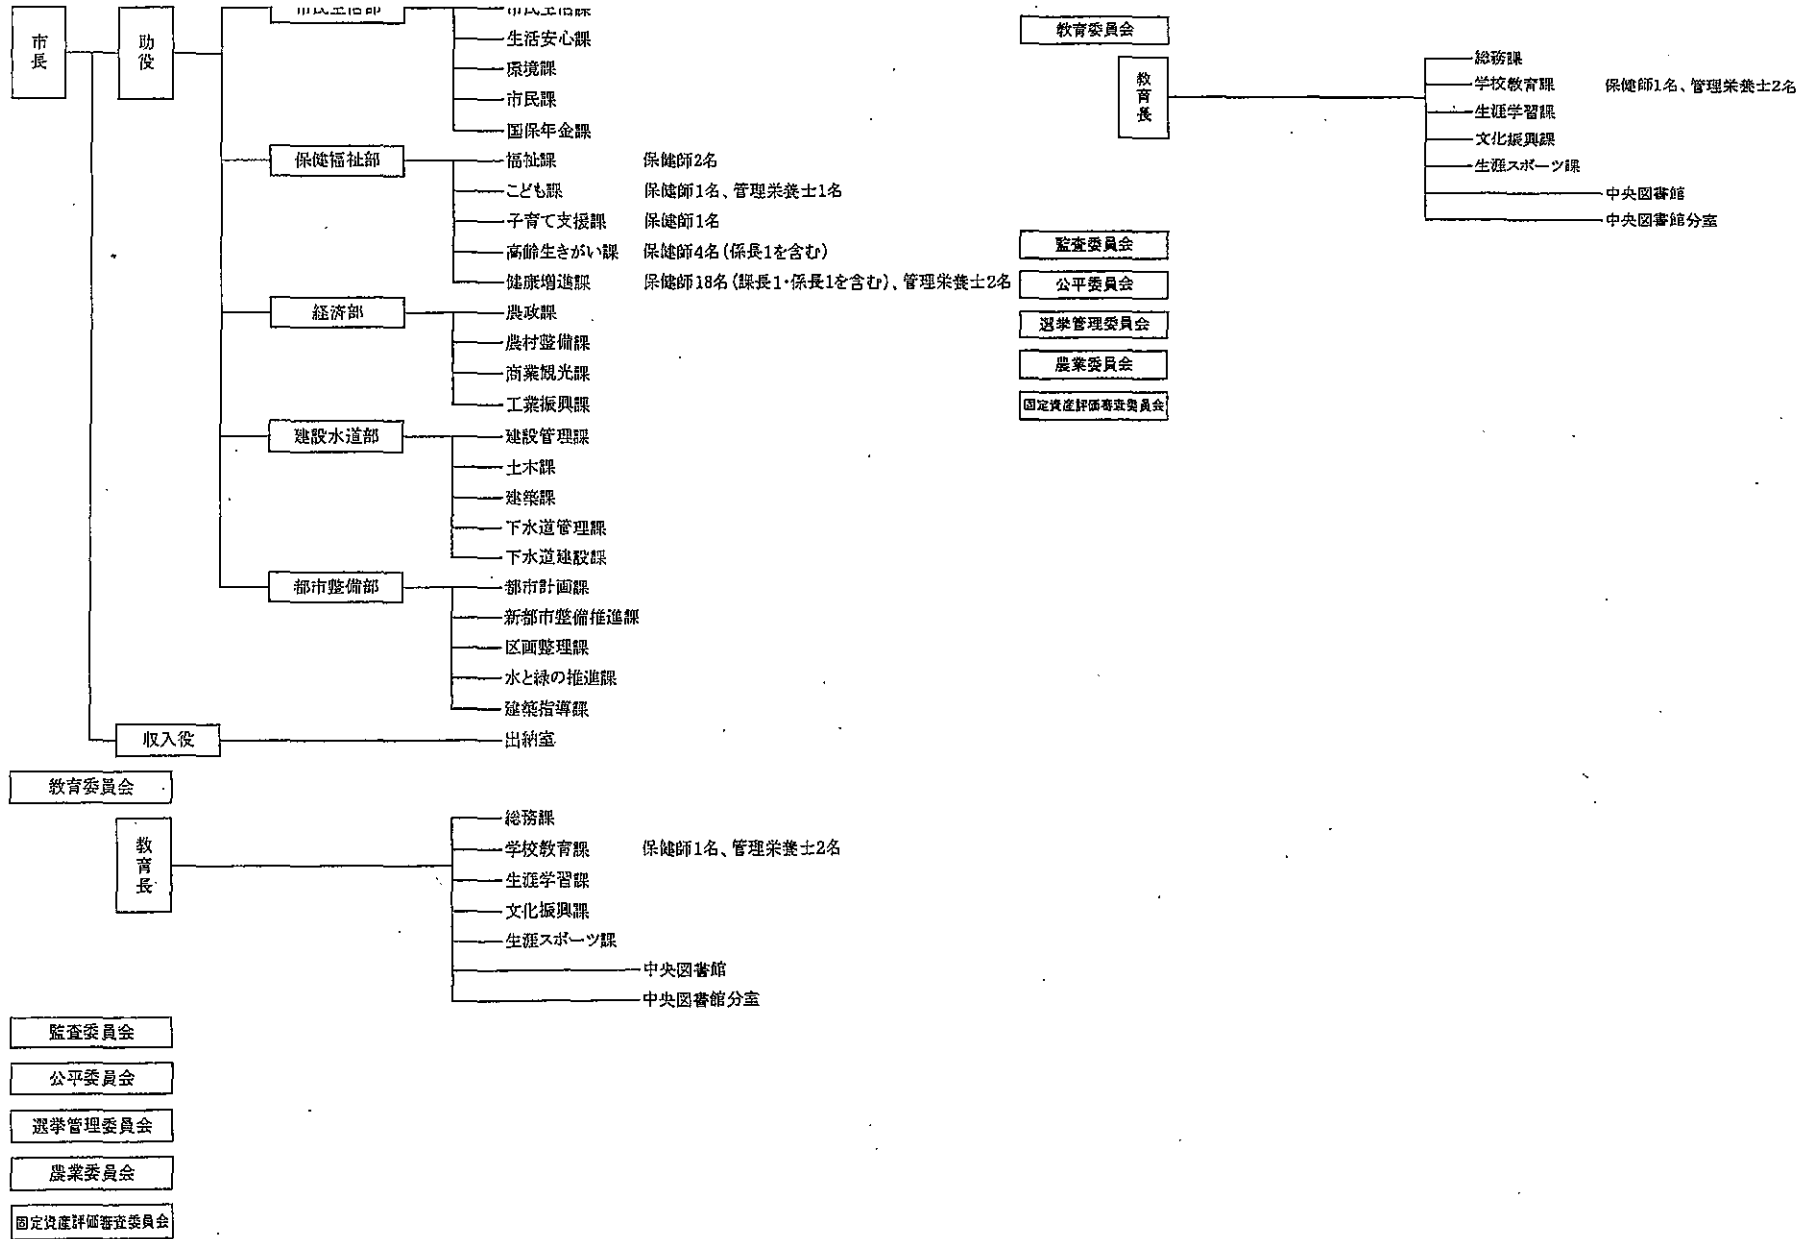 市長
助役
市民生活部
市民生活課
生活安心課
環境課
市民課
国保年金課
保健福祉部
福祉課 保健師2名
こども課 保健師1名、管理栄養士1名
子育て支援課 保健師1名
高齢生きがい課 保健師4名(係長1を含む)
健康増進課 保健師18名(課長1・係長1を含む)、管理栄養士2名
経済部
農政課
農村整備課
商業観光課
工業振興課
建設水道部
建設管理課
土木課
建築課
下水道管理課
下水道建設課
都市整備部
都市計画課
新都市整備推進課
区画整理課
水と緑の推進課
建築指導課
収入役
出納室
教育委員会
教育長
総務課
学校教育課 保健師1名、管理栄養士2名
生涯学習課
文化振興課
生涯スポーツ課
中央図書館
中央図書館分室
監査委員会
公平委員会
選挙管理委員会
農業委員会
固定資産評価審査委員会
教育委員会
教育長
総務課
学校教育課 保健師1名、管理栄養士2名
生涯学習課
文化振興課
生涯スポーツ課
中央図書館
中央図書館分室
監査委員会
公平委員会
選挙管理委員会
農業委員会
固定資産評価審査委員会